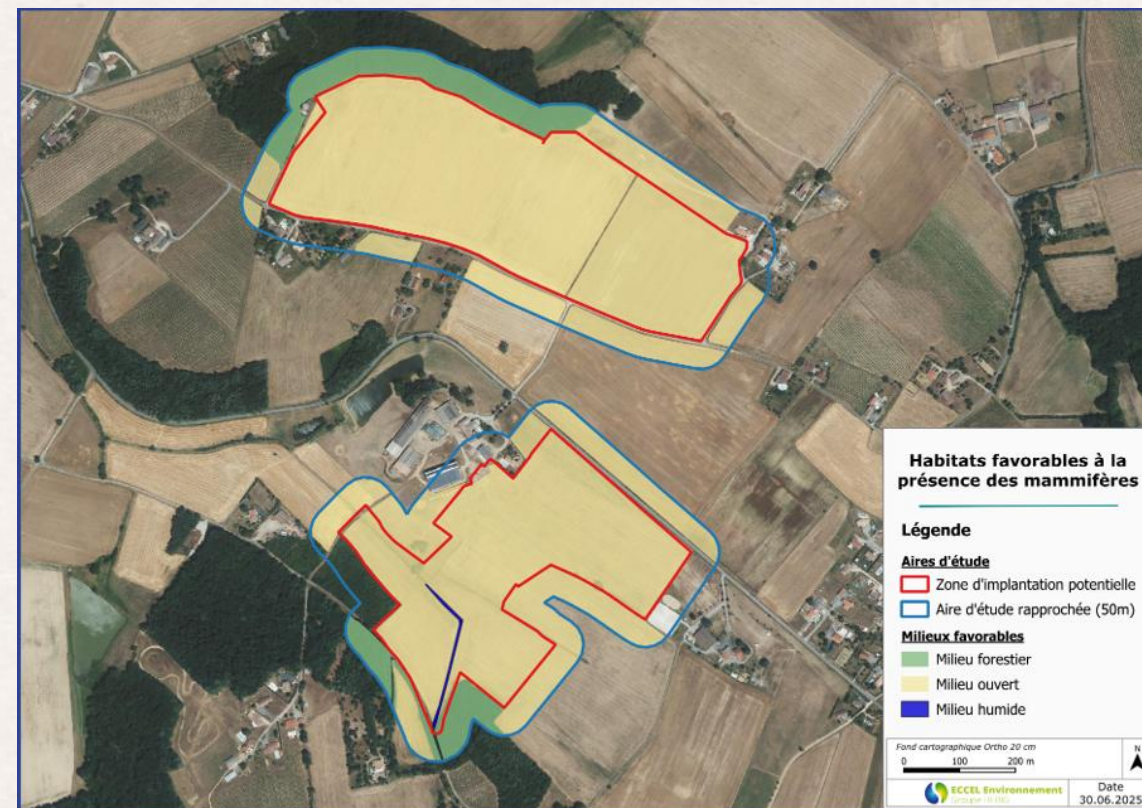 Habitats favorables à la
présence des mammifères
Légende
Aires d'étude
Zone d'implantation potentielle
Aire d'étude rapprochée (50m)
Milieux favorables
Milieu forestier
Milieu ouvert
Milieu humide
Fond cartographique Ortho 20 cm
0 100 200 m
N
ECCEL Environnement
Groupe
Date
30.06.2025